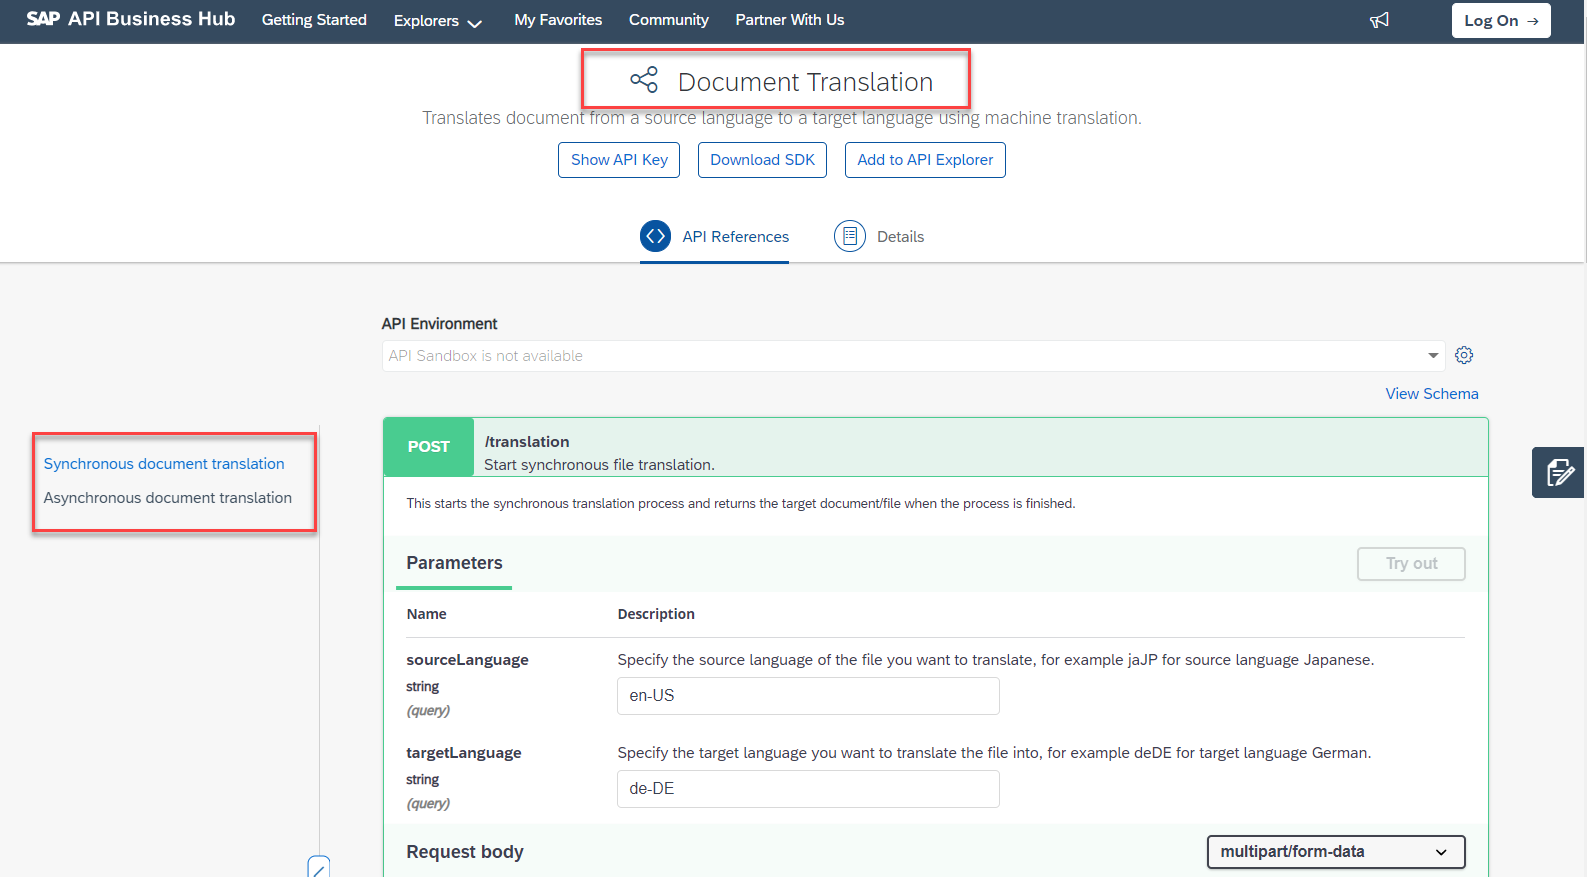 SAP API Business Hub Getting Started Explorers My Favorites Community Partner With Us Log On →
Document Translation
Translates document from a source language to a target language using machine translation.
Show API Key Download SDK Add to API Explorer
API References Details
API Environment
API Sandbox is not available
View Schema
Synchronous document translation
Asynchronous document translation
POST /translation
Start synchronous file translation.
This starts the synchronous translation process and returns the target document/file when the process is finished.
Parameters Try out
Name Description
sourceLanguage Specify the source language of the file you want to translate, for example jaJP for source language Japanese.
string
(query)
en-US
targetLanguage Specify the target language you want to translate the file into, for example deDE for target language German.
string
(query)
de-DE
Request body multipart/form-data